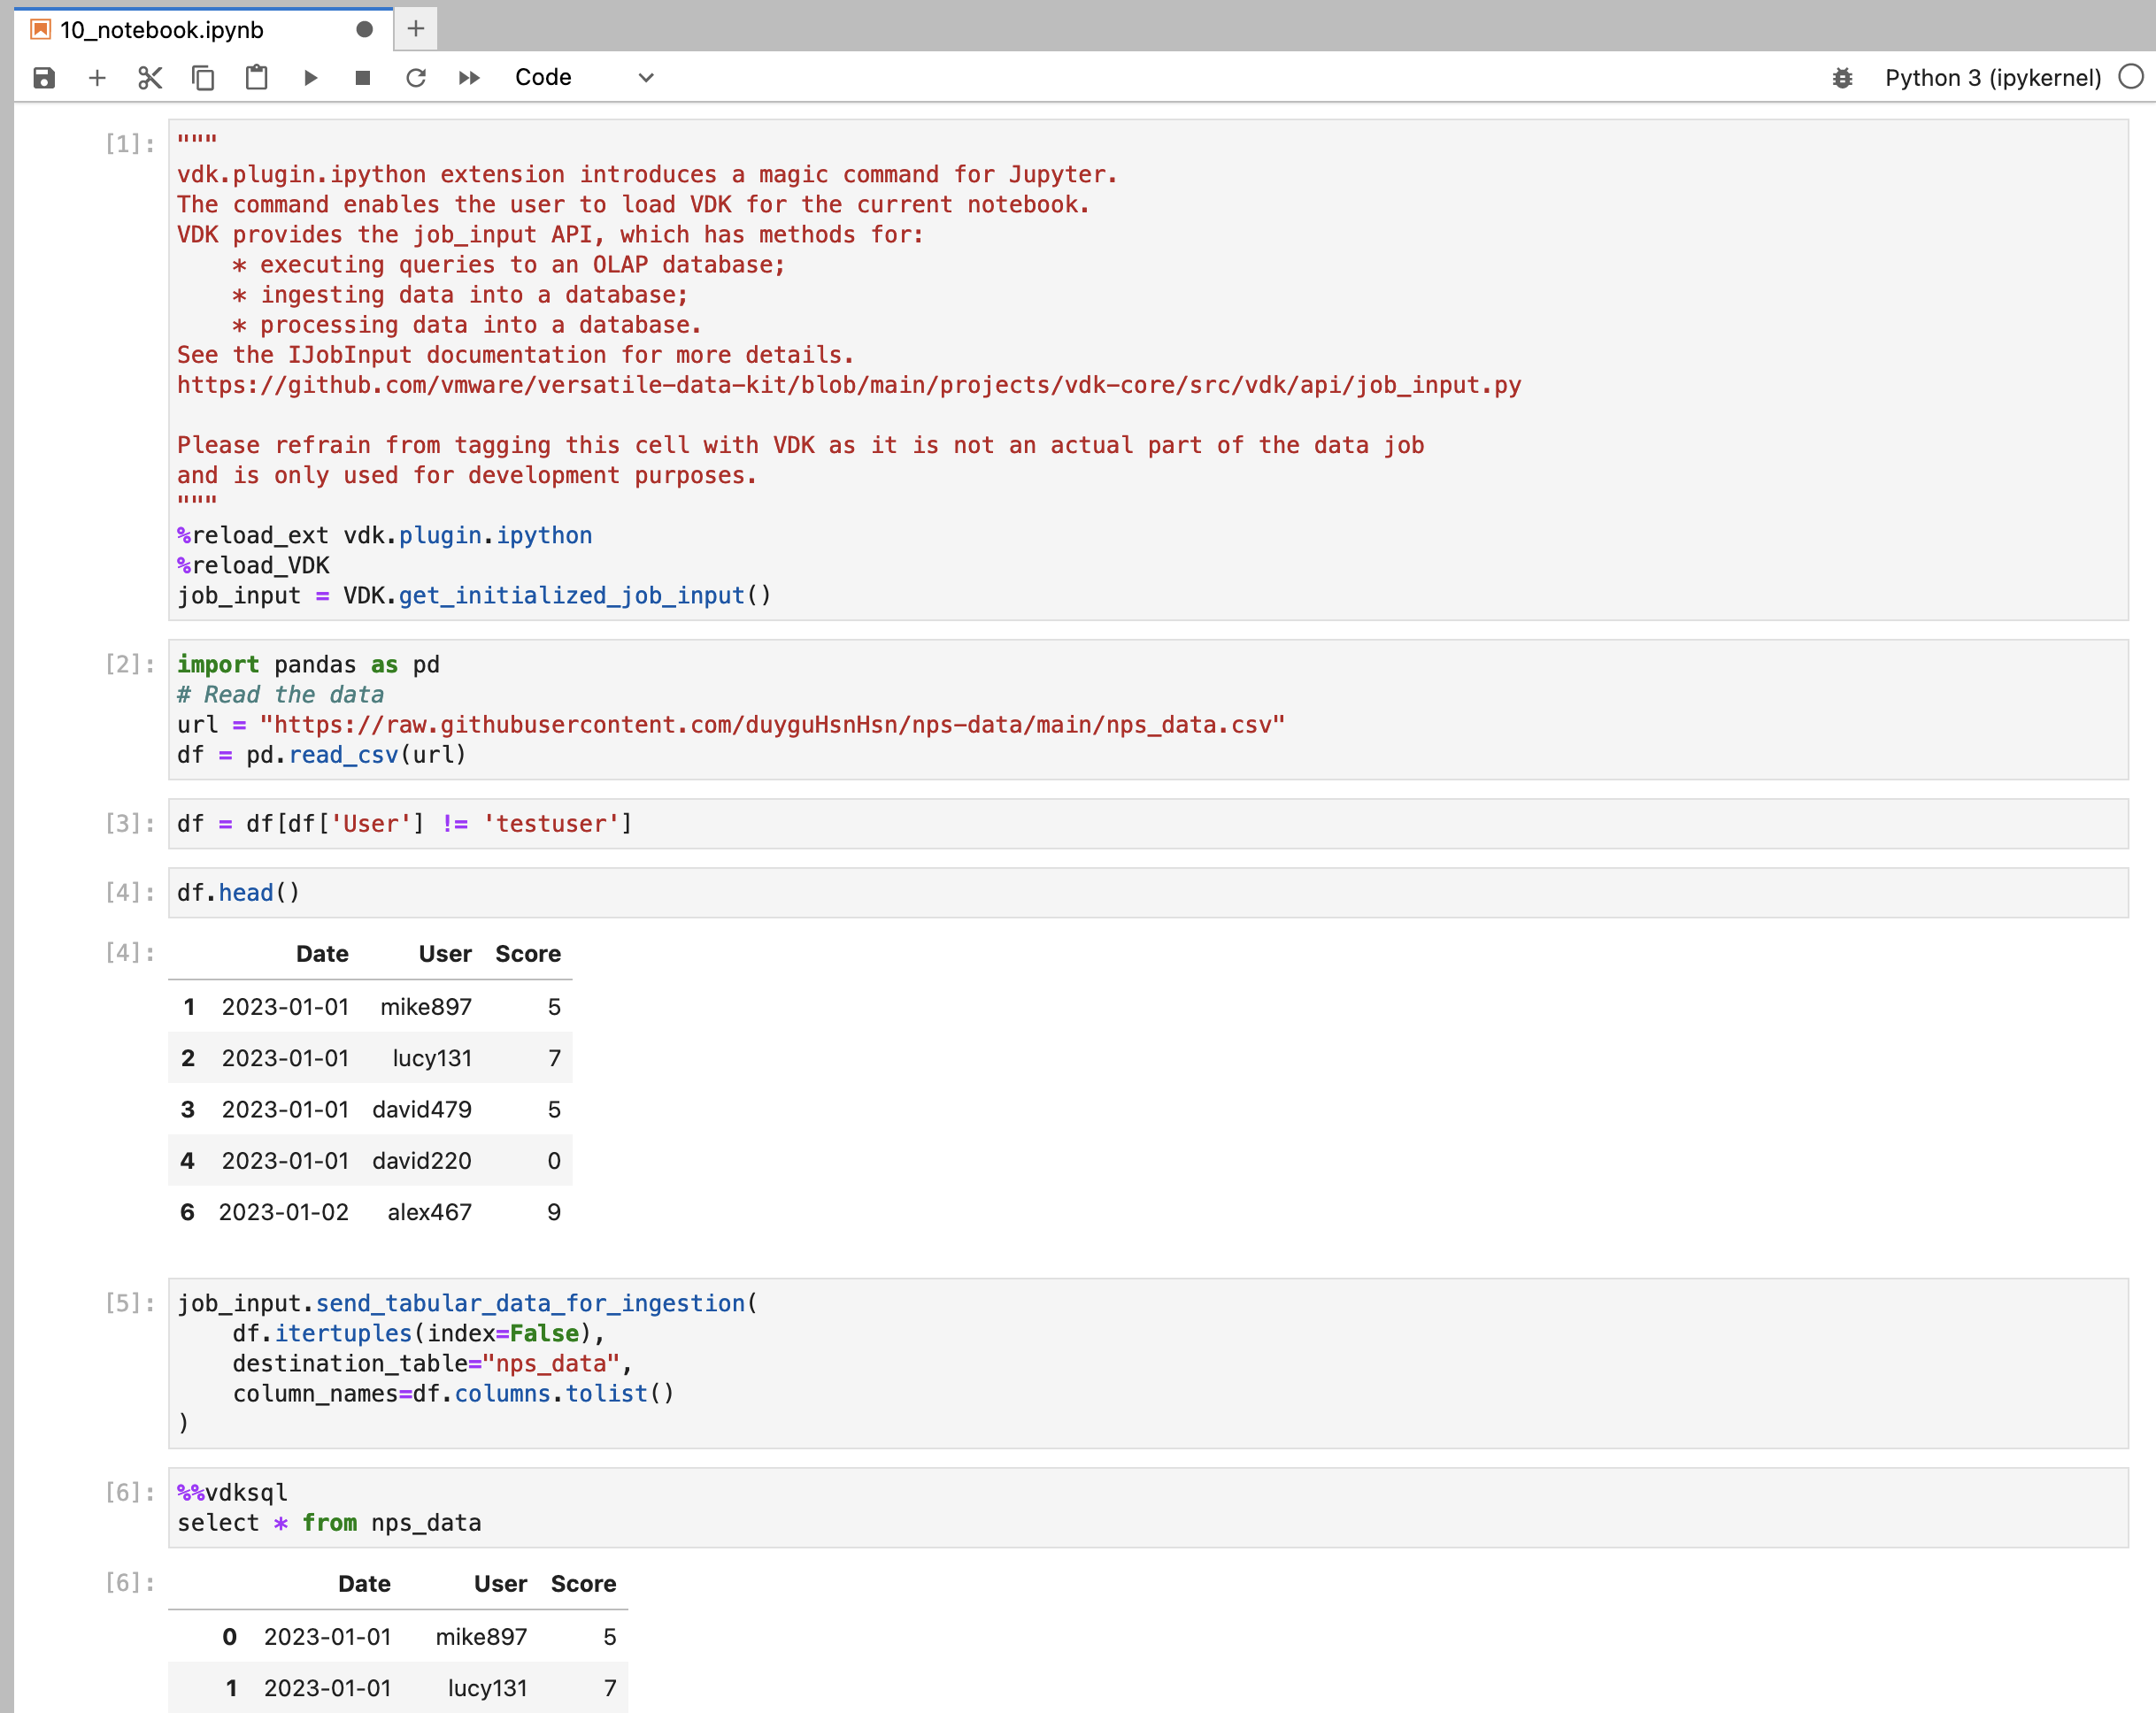 10_notebook.ipynb
Code
Python 3 (ipykernel)
[1]:
"""
vdk.plugin.ipython extension introduces a magic command for Jupyter.
The command enables the user to load VDK for the current notebook.
VDK provides the job_input API, which has methods for:
    * executing queries to an OLAP database;
    * ingesting data into a database;
    * processing data into a database.
See the IJobInput documentation for more details.
https://github.com/vmware/versatile-data-kit/blob/main/projects/vdk-core/src/vdk/api/job_input.py

Please refrain from tagging this cell with VDK as it is not an actual part of the data job
and is only used for development purposes.
"""
%reload_ext vdk.plugin.ipython
%reload_VDK
job_input = VDK.get_initialized_job_input()
[2]:
import pandas as pd
# Read the data
url = "https://raw.githubusercontent.com/duyguHsnHsn/nps-data/main/nps_data.csv"
df = pd.read_csv(url)
[3]:
df = df[df['User'] != 'testuser']
[4]:
df.head()
[4]:
Date User Score
1 2023-01-01 mike897 5
2 2023-01-01 lucy131 7
3 2023-01-01 david479 5
4 2023-01-01 david220 0
6 2023-01-02 alex467 9
[5]:
job_input.send_tabular_data_for_ingestion(
    df.itertuples(index=False),
    destination_table="nps_data",
    column_names=df.columns.tolist()
)
[6]:
%%vdksql
select * from nps_data
[6]:
Date User Score
0 2023-01-01 mike897 5
1 2023-01-01 lucy131 7